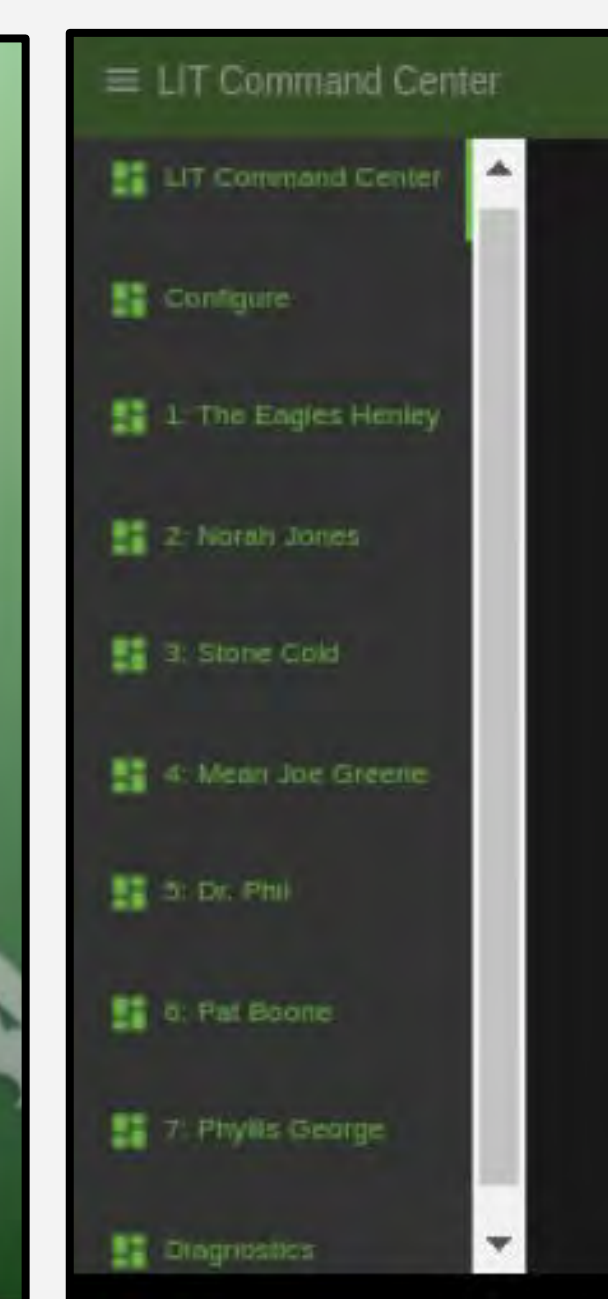 LIT Command Center
LIT Command Center
Configure
1: The Eagles Henley
2: Norah Jones
3: Stone Cold
4: Mean Joe Greene
5: Dr. Phil
6: Pat Boone
7: Phyllis George
Diagnostics